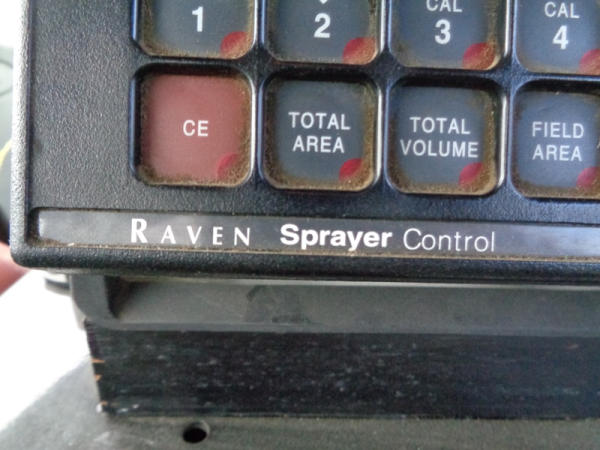 1
2
CAL
3
CAL
4
CE
TOTAL
AREA
TOTAL
VOLUME
FIELD
AREA
RAVEN Sprayer Control